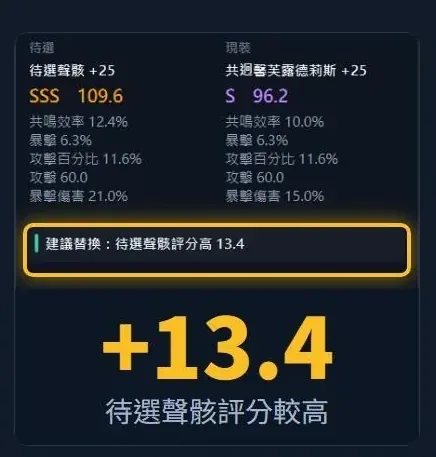 待選
待選聲骸 +25
SSS 109.6
共鳴效率 12.4%
暴擊 6.3%
攻擊百分比 11.6%
攻擊 60.0
暴擊傷害 21.0%
現裝
共迴馨芙露德莉斯 +25
S 96.2
共鳴效率 10.0%
暴擊 6.3%
攻擊百分比 11.6%
攻擊 60.0
暴擊傷害 15.0%
建議替換：待選聲骸評分高 13.4
+13.4
待選聲骸評分較高